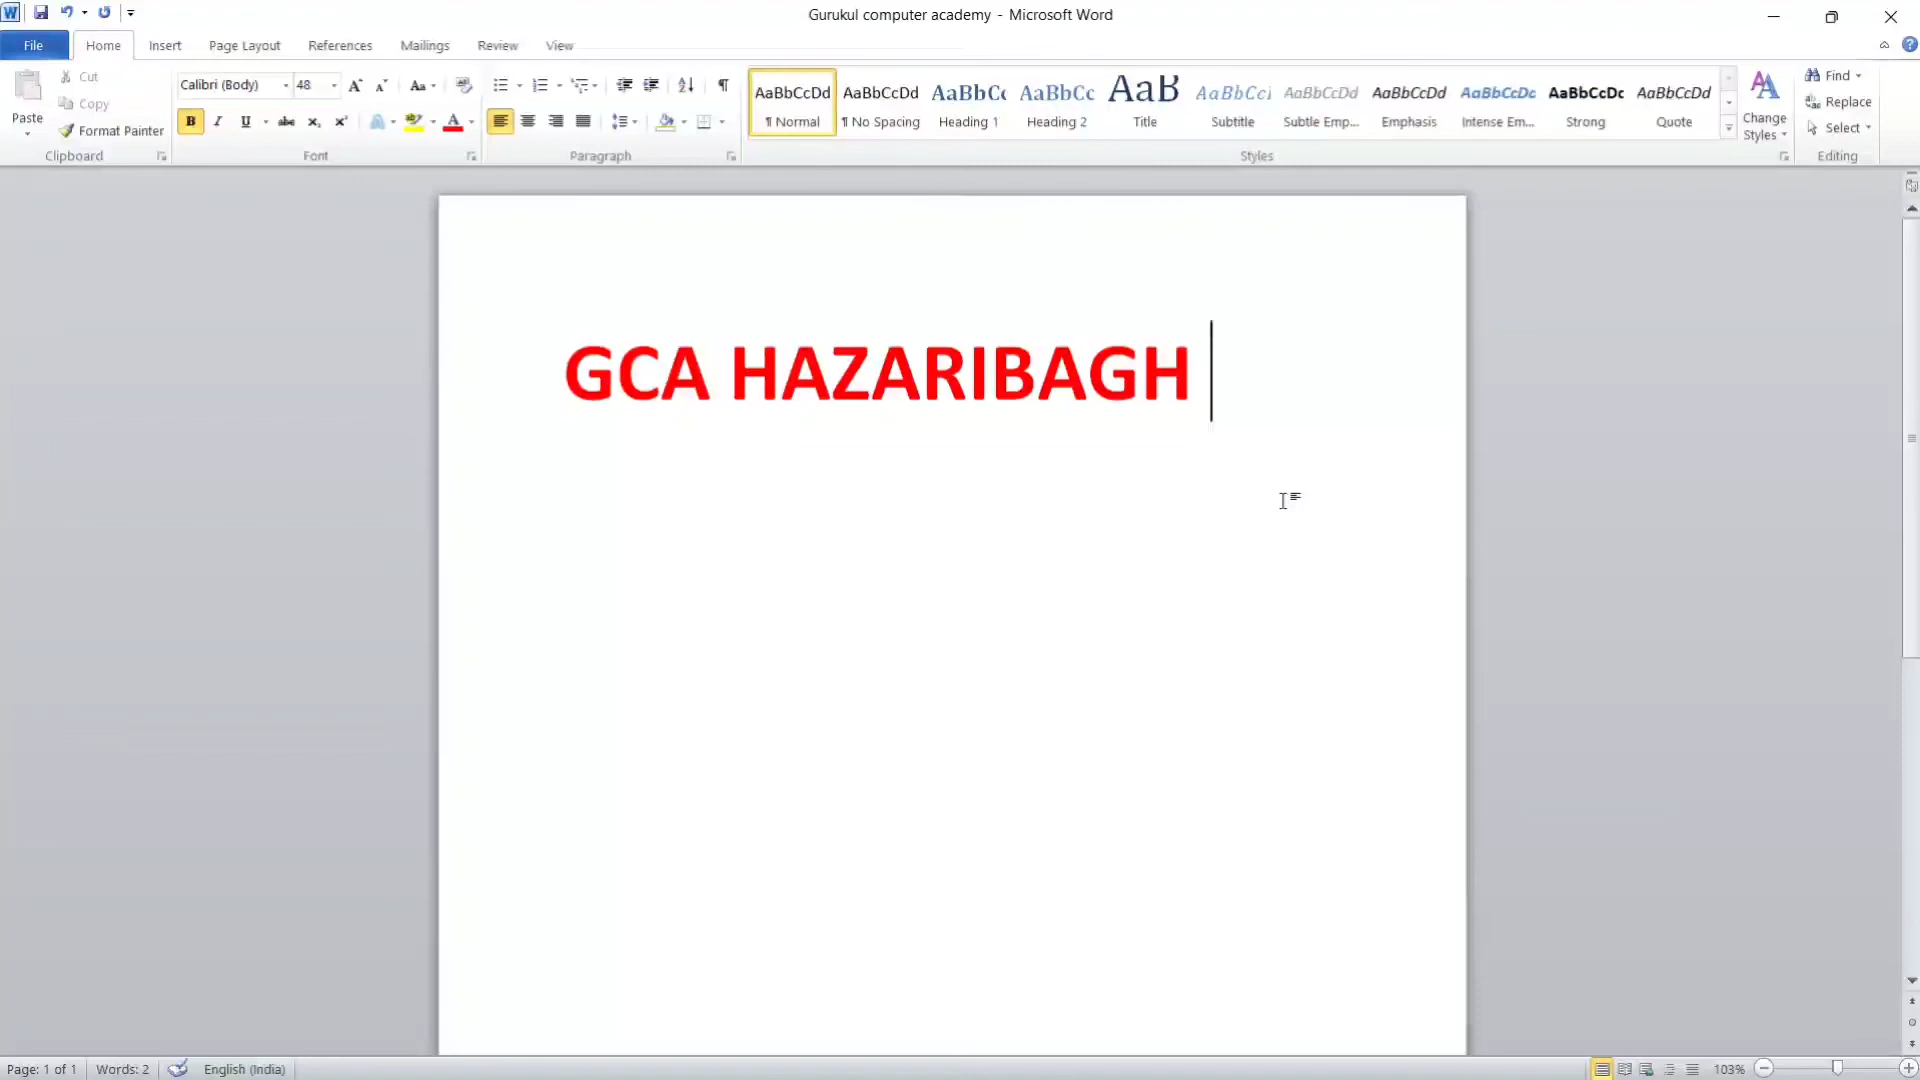 Gurukul computer academy - Microsoft Word
File Home Insert Page Layout References Mailings Review View
Paste
Cut
Copy
Format Painter
Clipboard
Calibri (Body) 48
Font
Paragraph
AaBbCcDd AaBbCcDd AaBbCc AaBbCc AaB AaBbCcl AaBbCcDd AaBbCcDd AaBbCcDc AaBbCcDc AaBbCcDd
¶ Normal ¶ No Spacing Heading 1 Heading 2 Title Subtitle Subtle Emp... Emphasis Intense Em... Strong Quote
Styles
Change Styles
Find
Replace
Select
Editing
GCA HAZARIBAGH
Page: 1 of 1 Words: 2 English (India) 103%